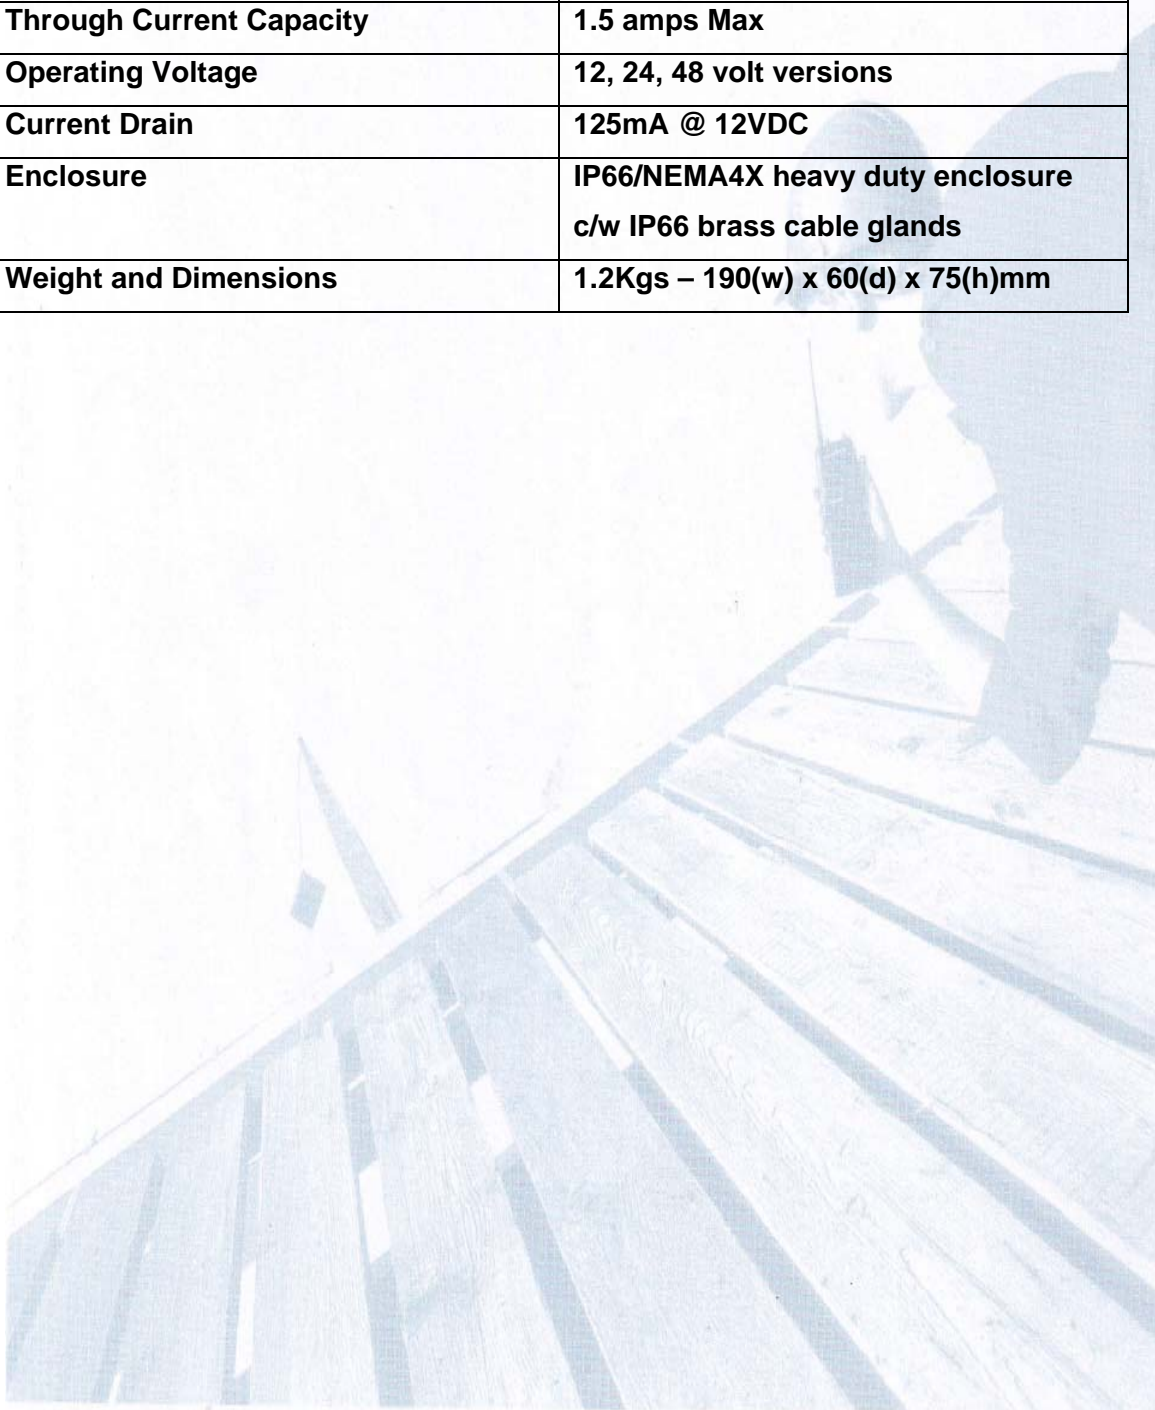 Through Current Capacity 1.5 amps Max
Operating Voltage 12, 24, 48 volt versions
Current Drain 125mA @ 12VDC
Enclosure IP66/NEMA4X heavy duty enclosure
c/w IP66 brass cable glands
Weight and Dimensions 1.2Kgs – 190(w) x 60(d) x 75(h)mm